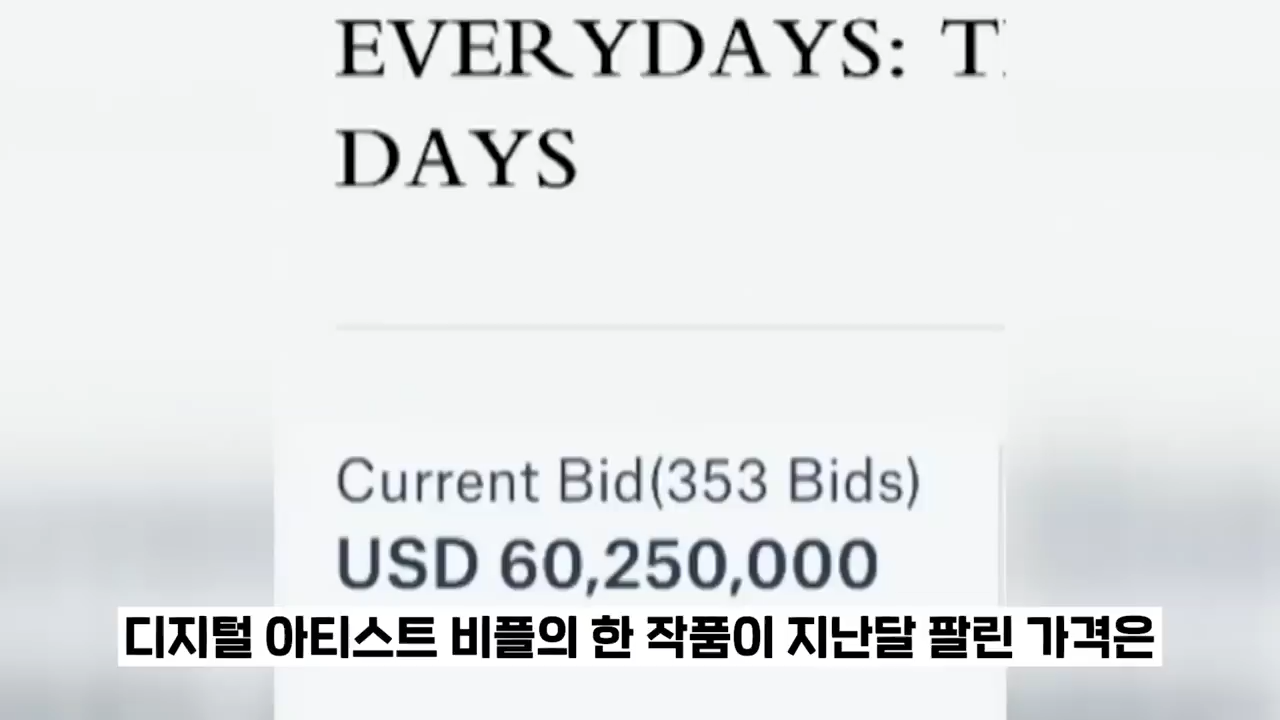 EVERYDAYS:
DAYS
Current Bid(353 Bids)
USD 60,250,000
디지털 아티스트 비플의 한 작품이 지난달 팔린 가격은